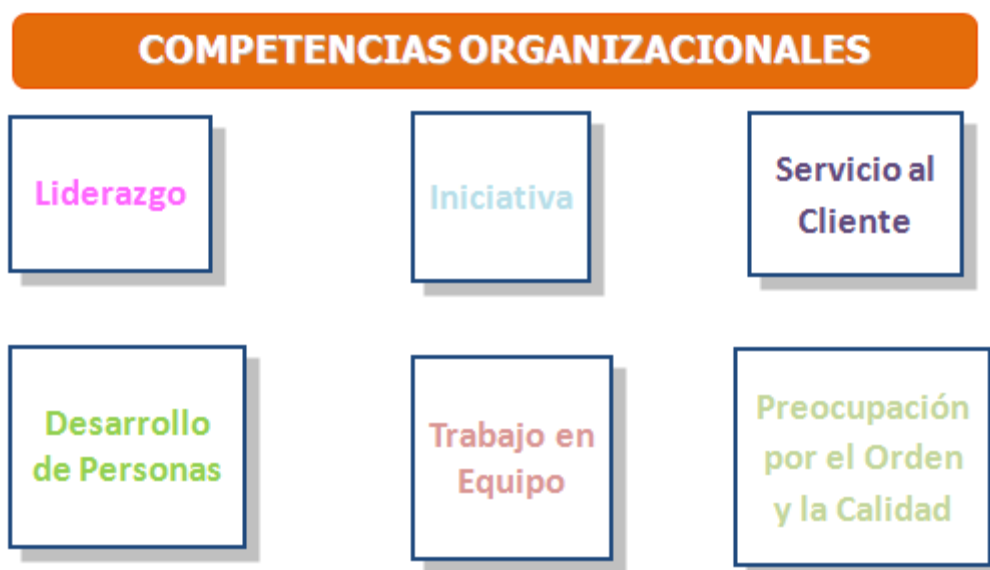 COMPETENCIAS ORGANIZACIONALES
Liderazgo
Iniciativa
Servicio al
Cliente
Desarrollo
de Personas
Trabajo en
Equipo
Preocupación
por el Orden
y la Calidad